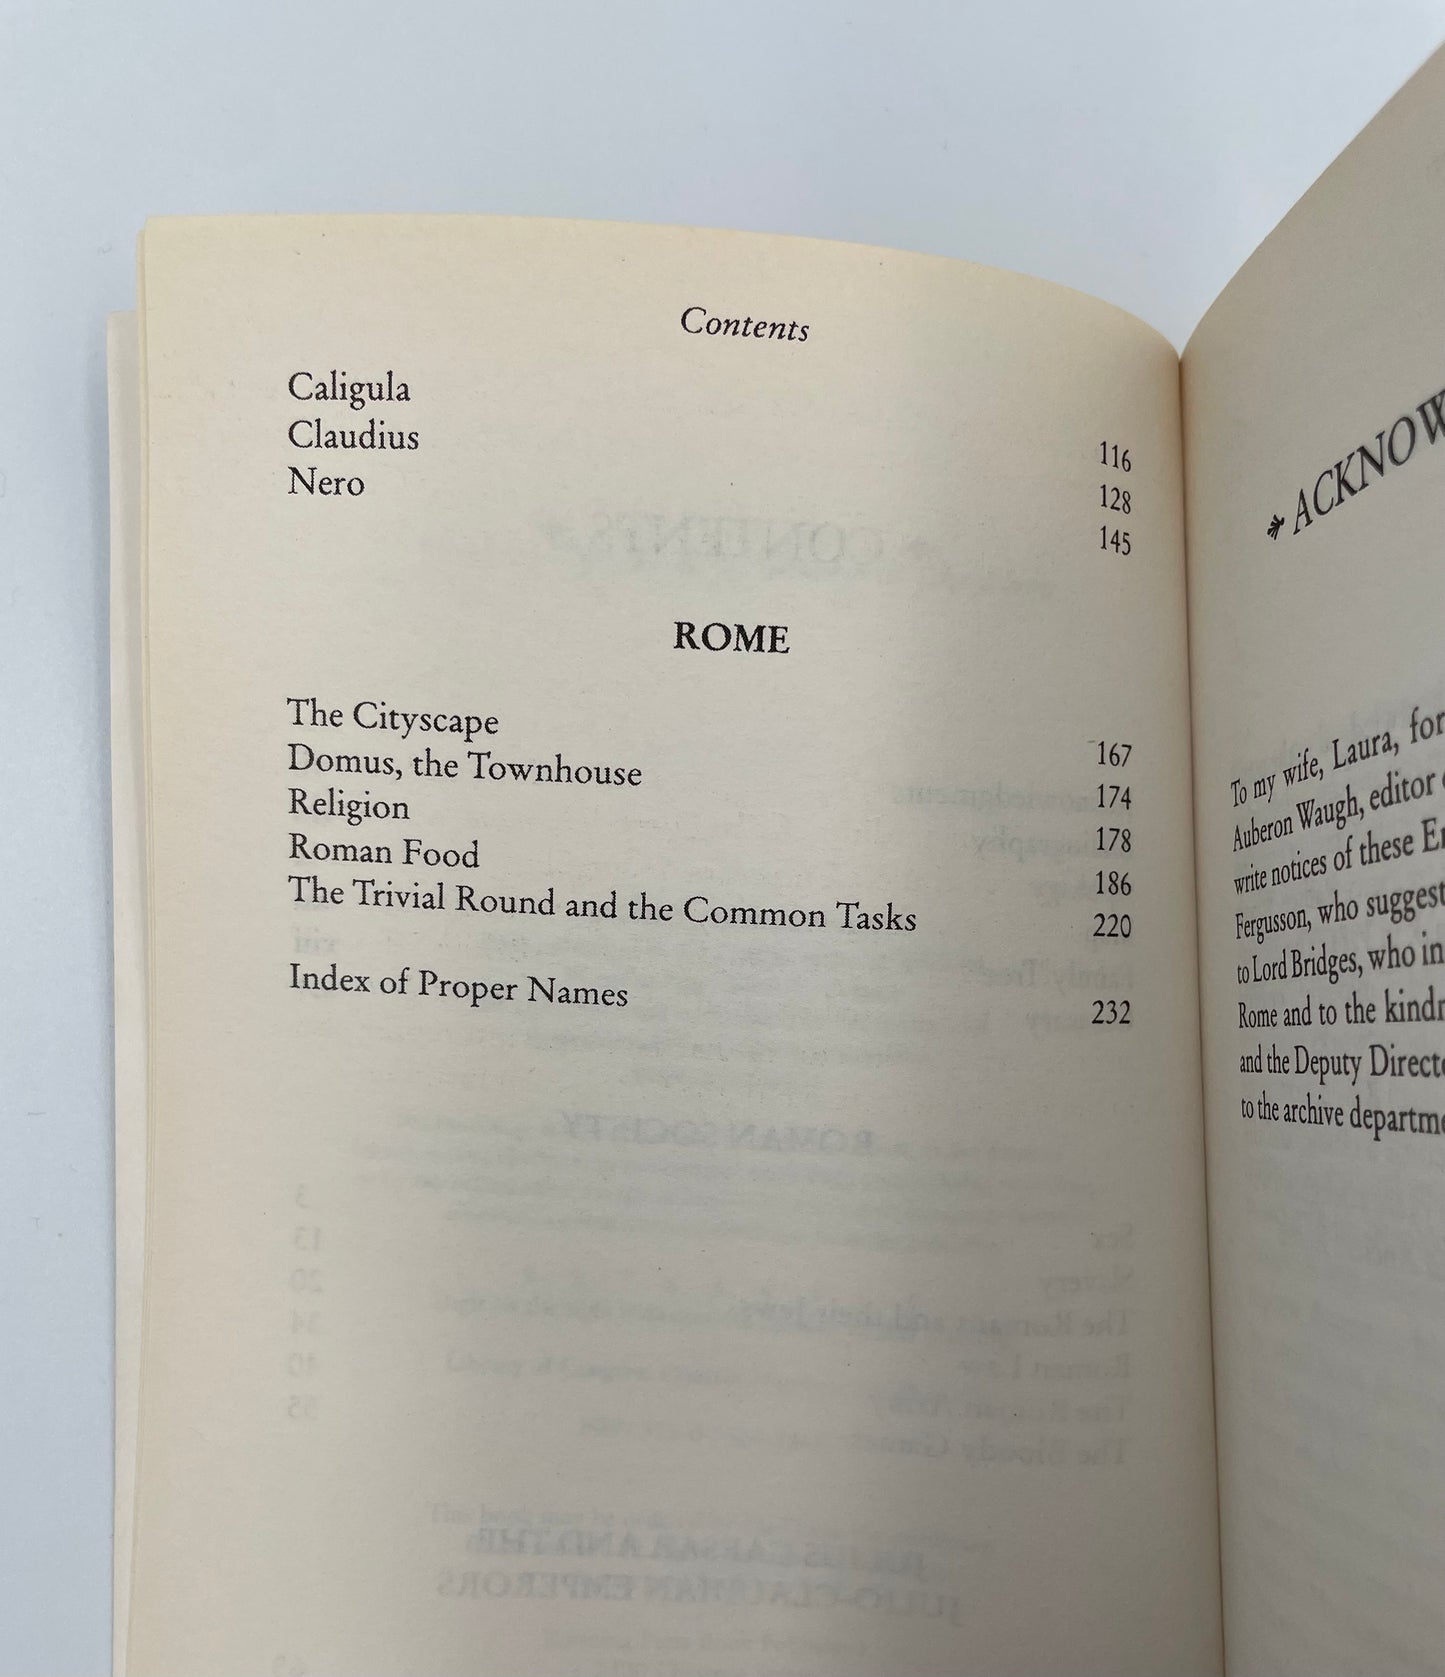 Contents
Caligula 116
Claudius 128
Nero 145
ROME
The Cityscape 167
Domus, the Townhouse 174
Religion 178
Roman Food 186
The Trivial Round and the Common Tasks 220
Index of Proper Names 232
* ACKNOW
To my wife, Laura, for
Auberon Waugh, editor
write notices of these
Fergusson, who suggest
to Lord Bridges, who in
Rome and to the kind
and the Deputy Direct
to the archive departm